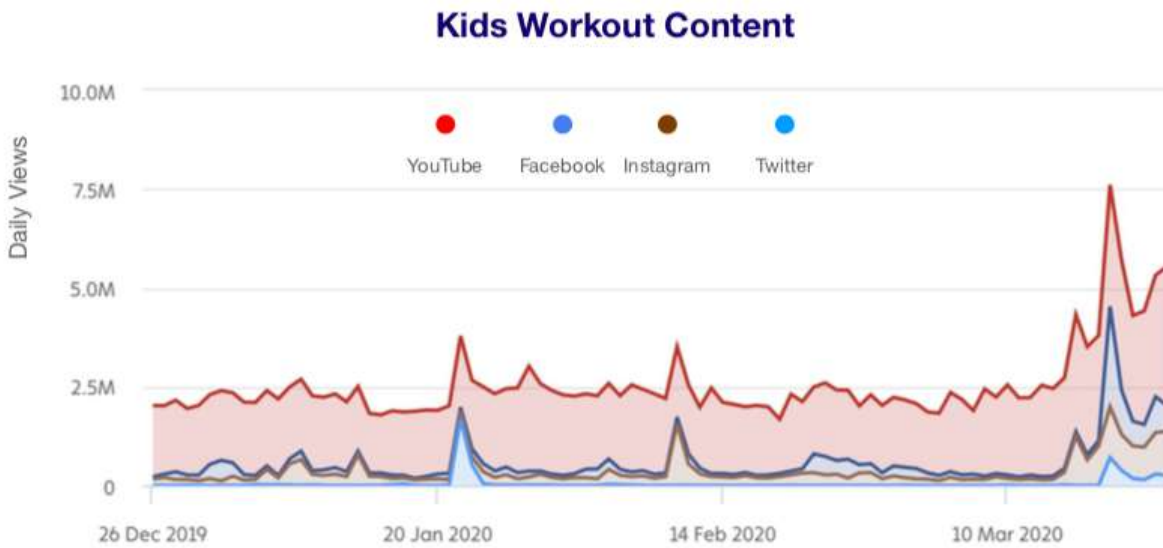 Kids Workout Content
10.0M
YouTube Facebook Instagram Twitter
Daily Views
7.5M
5.0M
2.5M
0
26 Dec 2019 20 Jan 2020 14 Feb 2020 10 Mar 2020